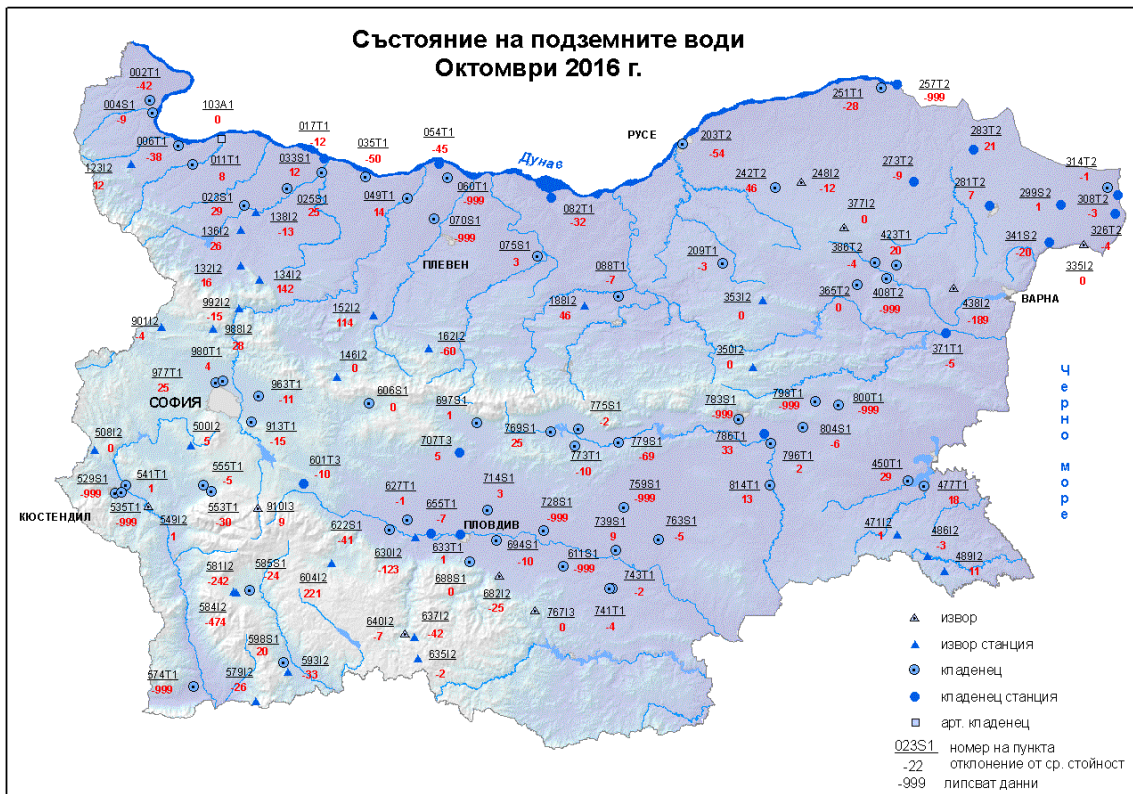 Състояние на подземните води
Октомври 2016 г.
002T1
-42
004S1
-9
103A1
0
006T1
-38
011T1
8
123I2
12
017T1
-12
033S1
12
035T1
-50
054T1
-45
Дунав
РУСЕ
251T1
-28
257T2
-999
203T2
-54
283T2
21
273T2
-9
314T2
-1
028S1
29
025S1
25
138I2
-13
136I2
26
049T1
14
060T1
-999
070S1
-999
ПЛЕВЕН
082T1
-32
242T2
46
248I2
-12
281T2
7
299S2
1
308T2
-3
377I2
0
423T1
20
386T2
-4
341S2
-20
326T2
-4
335I2
0
132I2
16
134I2
142
075S1
3
088T1
-7
209T1
-3
365T2
0
408T2
-999
ВАРНА
438I2
-189
992I2
-15
901I2
4
988I2
28
152I2
114
188I2
46
353I2
0
162I2
-60
371T1
-5
980T1
4
977T1
25
146I2
0
350I2
0
СОФИЯ
963T1
-11
606S1
0
697S1
1
775S1
-2
783S1
-999
798T1
-999
800T1
-999
Черно море
508I2
0
500I2
5
913T1
-15
707T3
5
769S1
25
773T1
-10
779S1
-69
786T1
33
804S1
-6
796T1
2
529S1
-999
541T1
1
555T1
-5
601T3
-10
714S1
3
759S1
-999
814T1
13
450T1
29
477T1
18
КЮСТЕНДИЛ
535T1
-999
549I2
1
553T1
-30
910I3
9
627T1
-1
655T1
-7
ПЛОВДИВ
728S1
-999
739S1
9
763S1
-5
471I2
1
486I2
-3
489I2
11
622S1
-41
630I2
-123
633T1
1
694S1
-10
611S1
-999
581I2
-242
585S1
24
604I2
221
688S1
0
682I2
-25
743T1
-2
741T1
-4
584I2
-474
640I2
-7
637I2
-42
767I3
0
635I2
-2
598S1
20
593I2
-33
579I2
-26
574T1
-999
извор
извор станция
кладенец
кладенец станция
арт. кладенец
023S1 номер на пункта
-22 отклонение от ср. стойност
-999 липсват данни